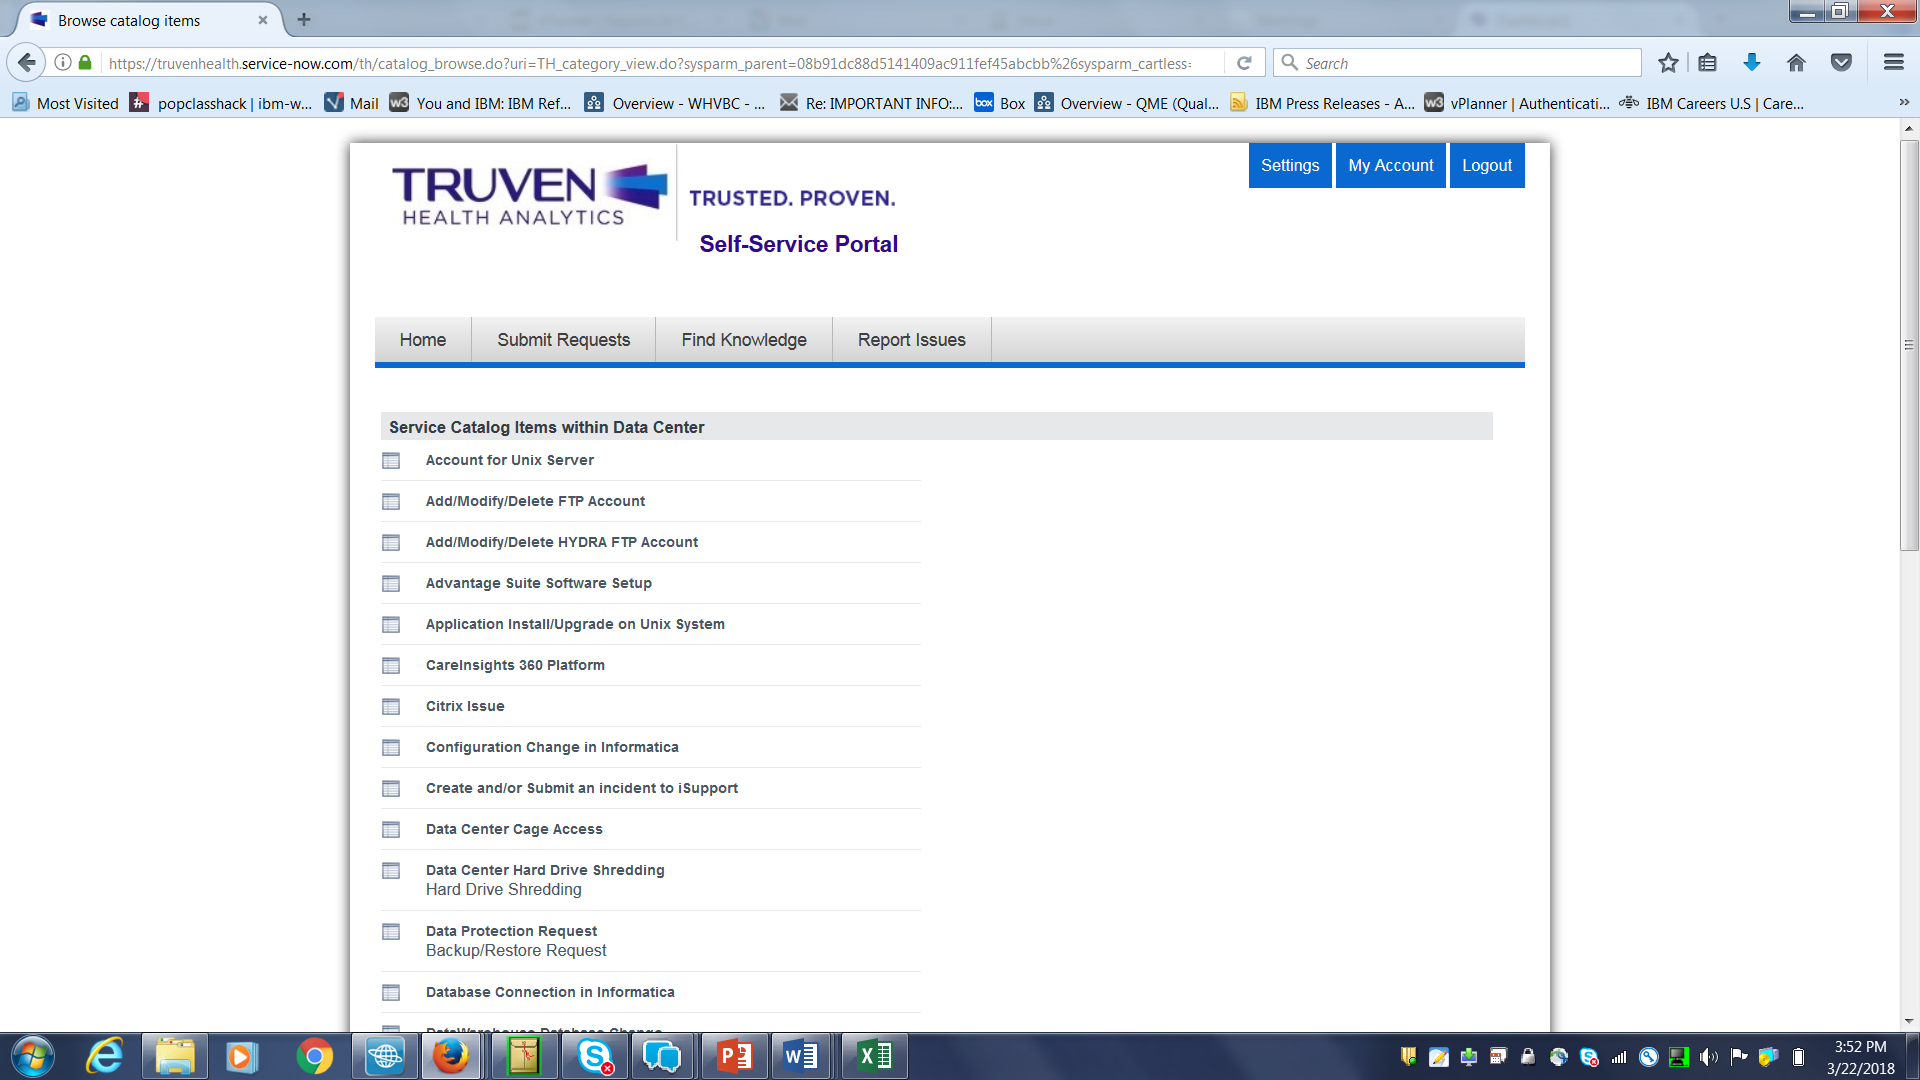 Browse catalog items
https://truvenhealth.service-now.com/th/catalog_browse.do?uri=TH_category_view.do?sysparm_parent=08b91dc88d5141409ac911fef45abcbb%26sysparm_cartless=
Search
Most Visited popclasshack | ibm-w... Mail You and IBM: IBM Ref... Overview - WHVBC - ... Re: IMPORTANT INFO:... Box Overview - QME (Qual... IBM Press Releases - A... vPlanner | Authenticati... IBM Careers U.S | Care...
Settings My Account Logout
TRUVEN
HEALTH ANALYTICS
TRUSTED. PROVEN.
Self-Service Portal
Home Submit Requests Find Knowledge Report Issues
Service Catalog Items within Data Center
Account for Unix Server
Add/Modify/Delete FTP Account
Add/Modify/Delete HYDRA FTP Account
Advantage Suite Software Setup
Application Install/Upgrade on Unix System
CareInsights 360 Platform
Citrix Issue
Configuration Change in Informatica
Create and/or Submit an incident to iSupport
Data Center Cage Access
Data Center Hard Drive Shredding
Hard Drive Shredding
Data Protection Request
Backup/Restore Request
Database Connection in Informatica
DataWarehouse Database Change
3:52 PM
3/22/2018